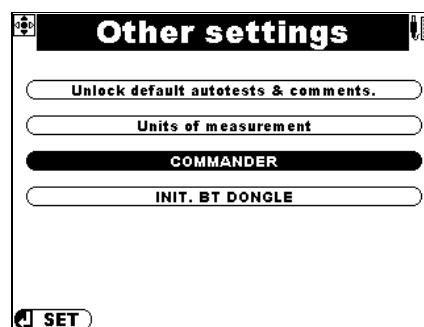 Other settings
Unlock default autotests & comments.
Units of measurement
COMMANDER
INIT. BT DONGLE
SET